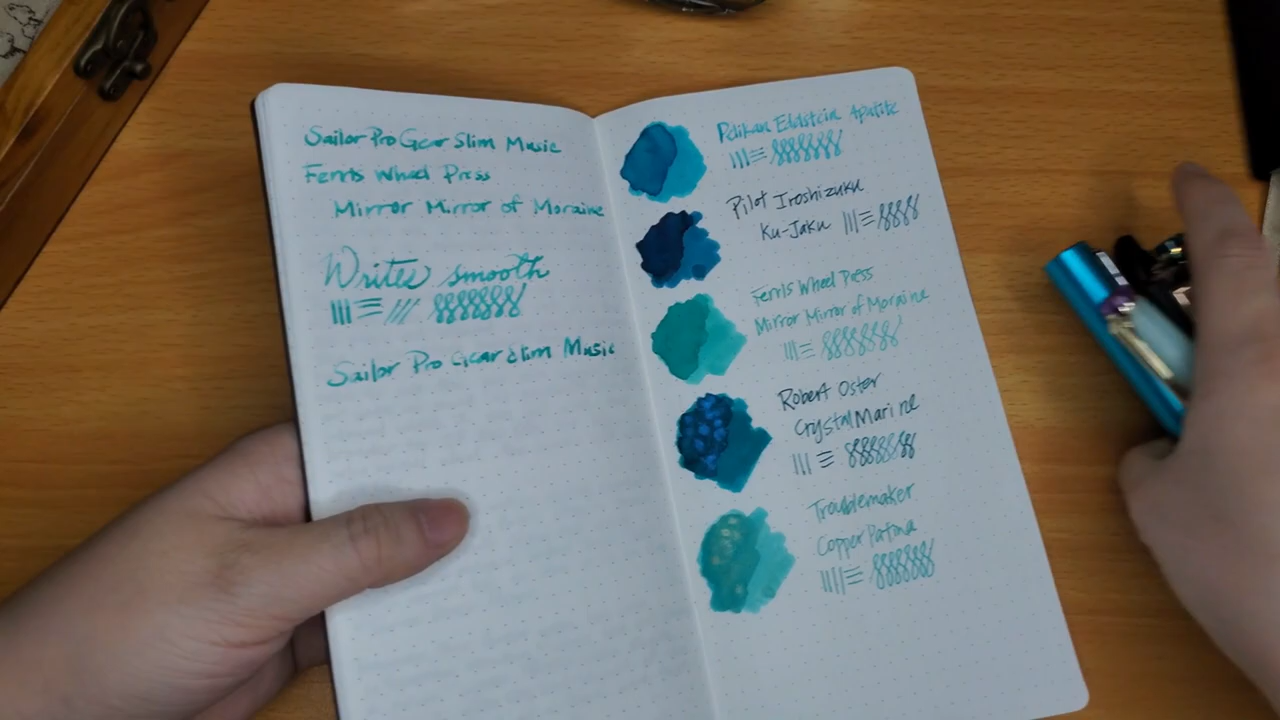 Sailor Pro Gear Slim Music
Ferris Wheel Press
Mirror Mirror of Moraine
Writes smooth
Sailor Pro Gear Slim Music
Pelikan Edelstein Apatite
Pilot Iroshizuku
Ku-Jaku
Ferris Wheel Press
Mirror Mirror of Moraine
Robert Oster
Crystal Marine
Troublemaker
Copper Patina